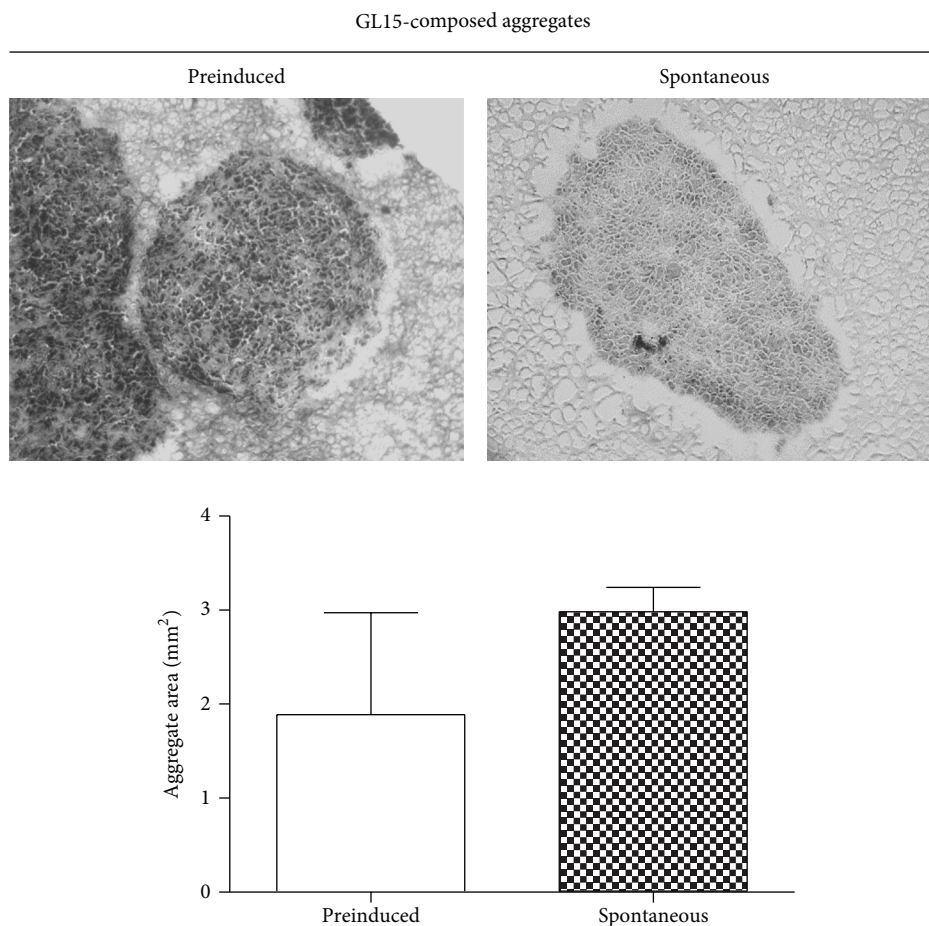 GL15-composed aggregates
Preinduced
Spontaneous
4
3
2
1
0
Aggregate area (mm²)
Preinduced
Spontaneous